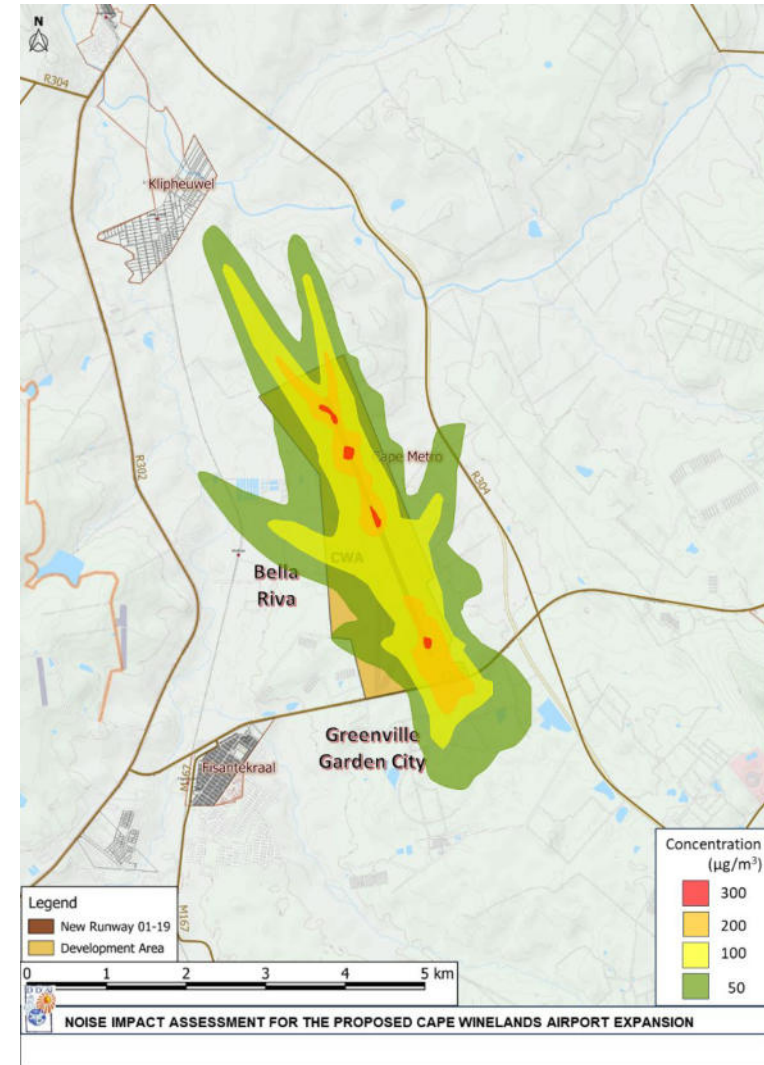 N
R304
Klipheuwel
R302
Cape Metro
R304
CWA
Bella
Riva
Greenville
Garden City
Fisantekraal
M167
M167
Concentration
(µg/m³)
300
200
100
50
Legend
New Runway 01-19
Development Area
0 1 2 3 4 5 km
NOISE IMPACT ASSESSMENT FOR THE PROPOSED CAPE WINELANDS AIRPORT EXPANSION